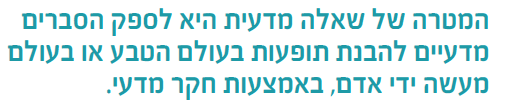 המטרה של שאלה מדעית היא לספק הסברים
מדעיים להבנת תופעות בעולם הטבע או בעולם
מעשה ידי אדם, באמצעות חקר מדעי.